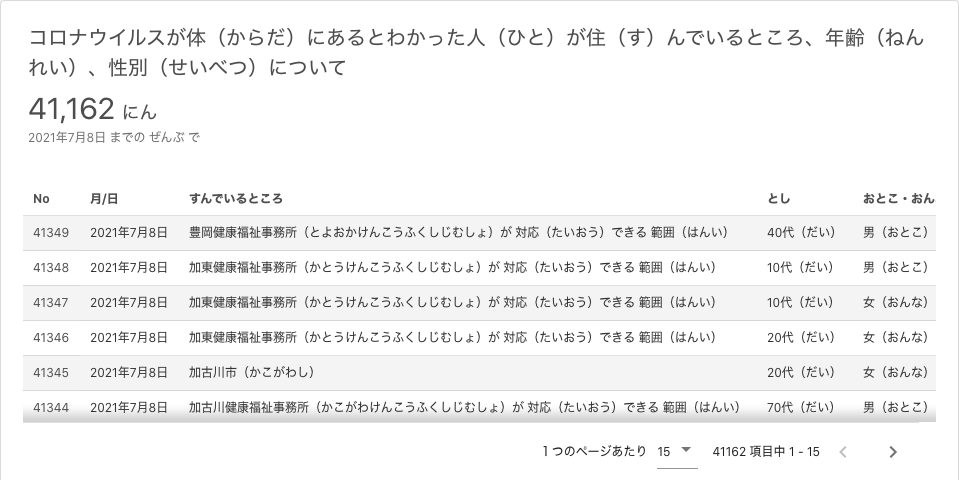 コロナウイルスが体（からだ）にあるとわかった人（ひと）が住（す）んでいるところ、年齢（ねん
れい）、性別（せいべつ）について
41,162 にん
2021年7月8日 までの ぜんぶ で
No 月/日 すんでいるところ とし おとこ・おん
41349 2021年7月8日 豊岡健康福祉事務所（とよおかけんこうふくしじむしょ）が 対応（たいおう）できる 範囲（はんい） 40代（だい） 男（おとこ）
41348 2021年7月8日 加東健康福祉事務所（かとうけんこうふくしじむしょ）が 対応（たいおう）できる 範囲（はんい） 10代（だい） 男（おとこ）
41347 2021年7月8日 加東健康福祉事務所（かとうけんこうふくしじむしょ）が 対応（たいおう）できる 範囲（はんい） 10代（だい） 女（おんな）
41346 2021年7月8日 加東健康福祉事務所（かとうけんこうふくしじむしょ）が 対応（たいおう）できる 範囲（はんい） 20代（だい） 女（おんな）
41345 2021年7月8日 加古川市（かこがわし） 20代（だい） 女（おんな）
41344 2021年7月8日 加古川健康福祉事務所（かこがわけんこうふくしじむしょ）が 対応（たいおう）できる 範囲（はんい） 70代（だい） 男（おとこ）
1 つのページあたり 15 41162 項目中 1 - 15